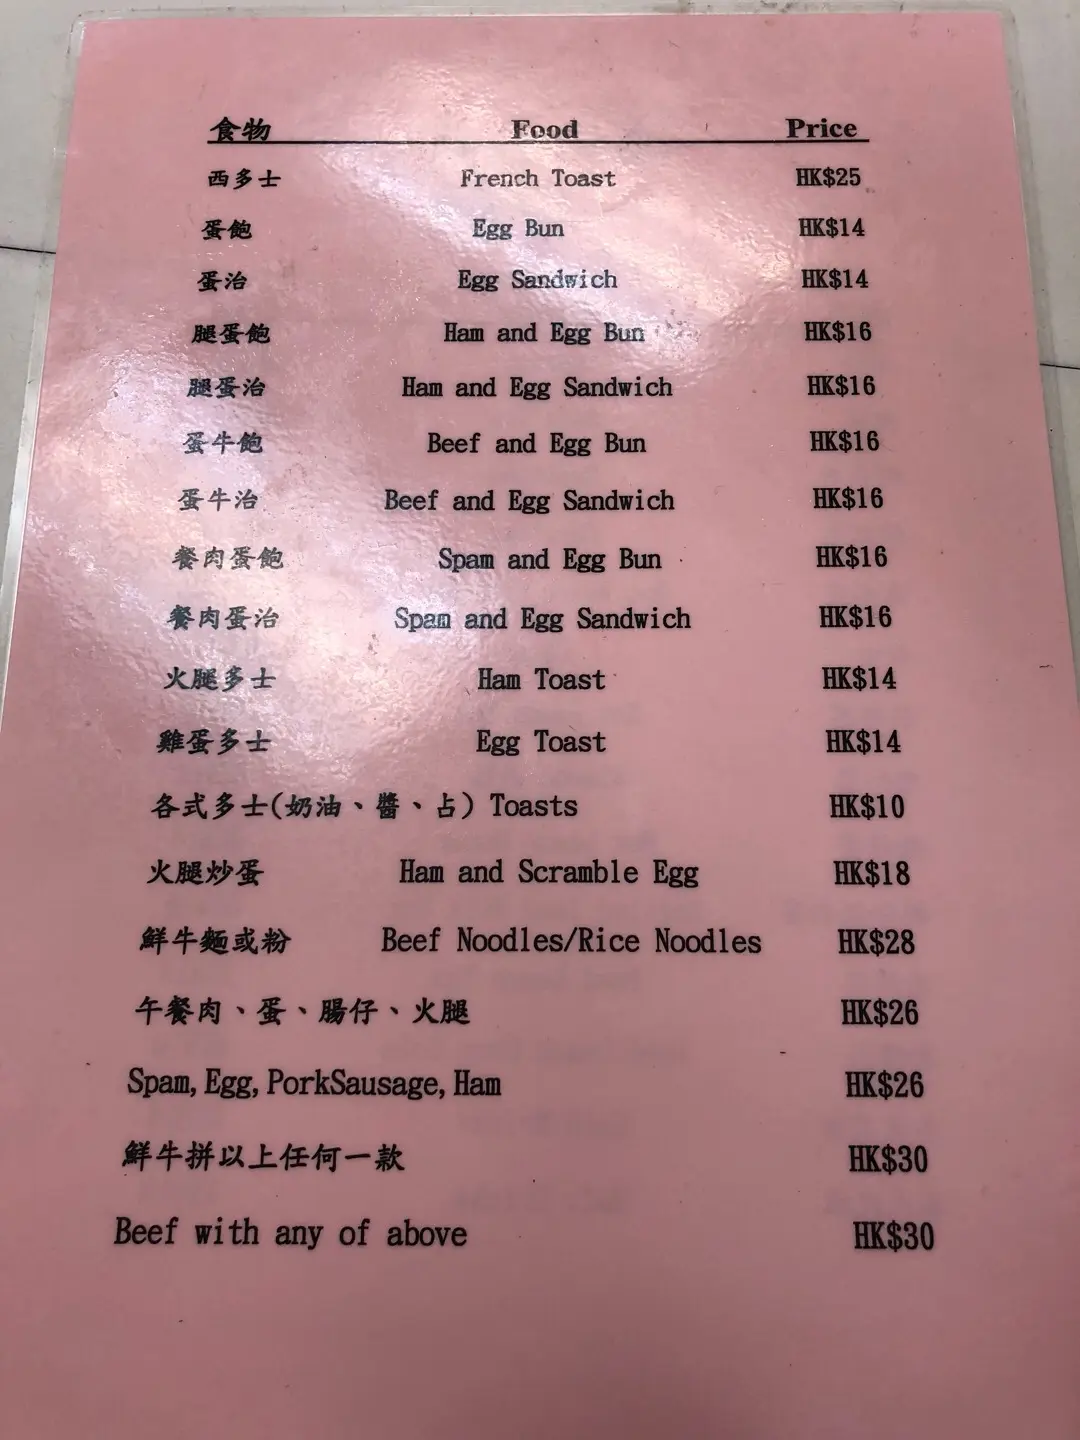 食物 Food Price
西多士 French Toast HK$25
蛋飽 Egg Bun HK$14
蛋治 Egg Sandwich HK$14
腿蛋飽 Ham and Egg Bun HK$16
腿蛋治 Ham and Egg Sandwich HK$16
蛋牛飽 Beef and Egg Bun HK$16
蛋牛治 Beef and Egg Sandwich HK$16
餐肉蛋飽 Spam and Egg Bun HK$16
餐肉蛋治 Spam and Egg Sandwich HK$16
火腿多士 Ham Toast HK$14
雞蛋多士 Egg Toast HK$14
各式多士(奶油、醬、占) Toasts HK$10
火腿炒蛋 Ham and Scramble Egg HK$18
鮮牛麵或粉 Beef Noodles/Rice Noodles HK$28
午餐肉、蛋、腸仔、火腿 HK$26
Spam, Egg, PorkSausage, Ham HK$26
鮮牛拼以上任何一款 HK$30
Beef with any of above HK$30